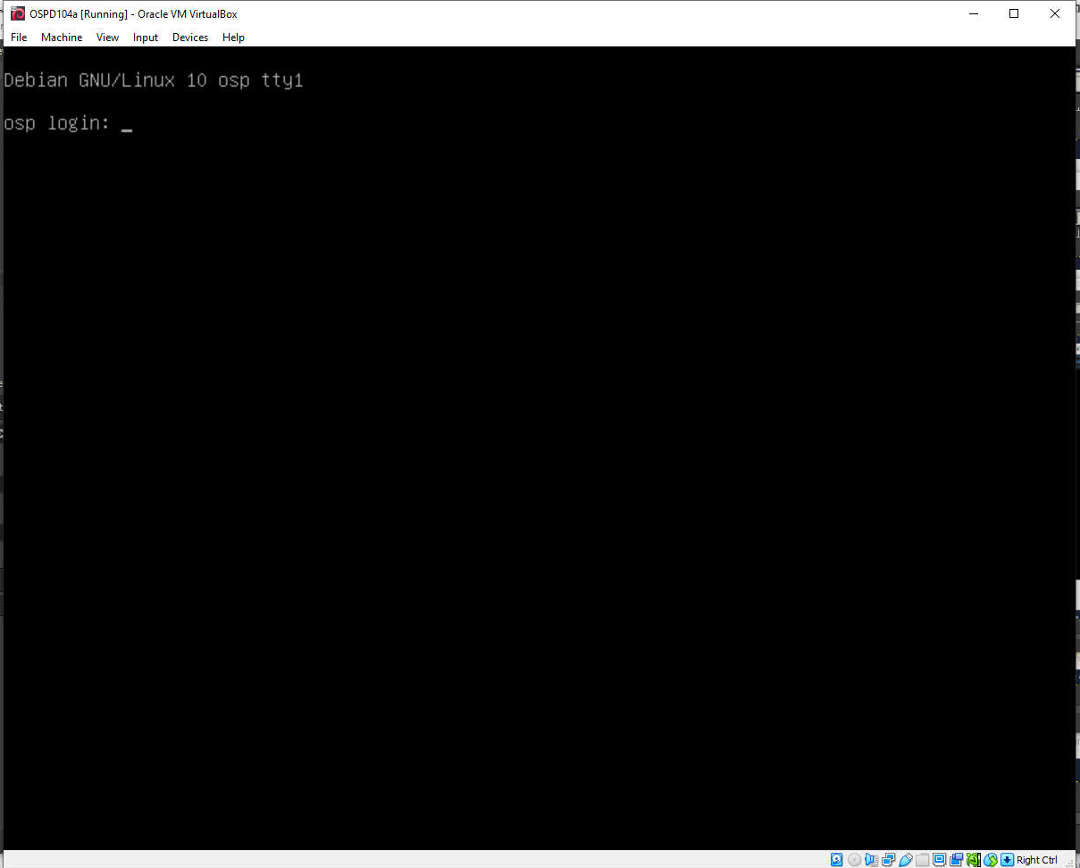 OSPD104a [Running] - Oracle VM VirtualBox
File Machine View Input Devices Help
Debian GNU/Linux 10 osp tty1
osp login: _
Right Ctrl